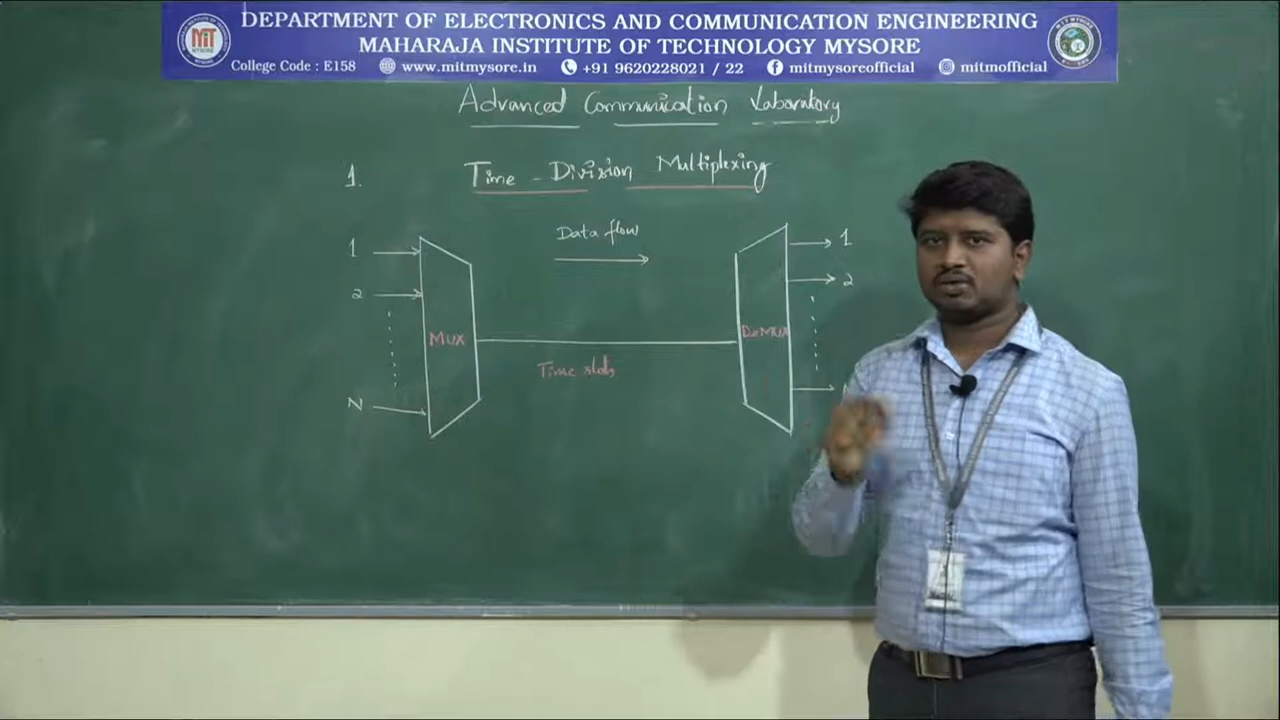 DEPARTMENT OF ELECTRONICS AND COMMUNICATION ENGINEERING
MAHARAJA INSTITUTE OF TECHNOLOGY MYSORE
College Code : E158 www.mitmysore.in +91 9620228021 / 22 mitmysoreofficial mitmofficial
MIT
Advanced Communication Laboratory
1. Time - Division Multiplexing
Data flow
1 1
2 2
MUX DeMUX
Time slots
N